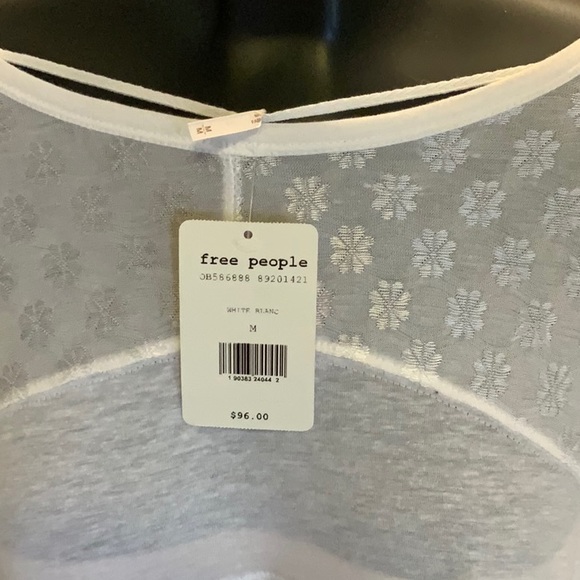 free people
OB586888 89201421
WHITE BLANC
M
1 90383 24044 2
$96.00